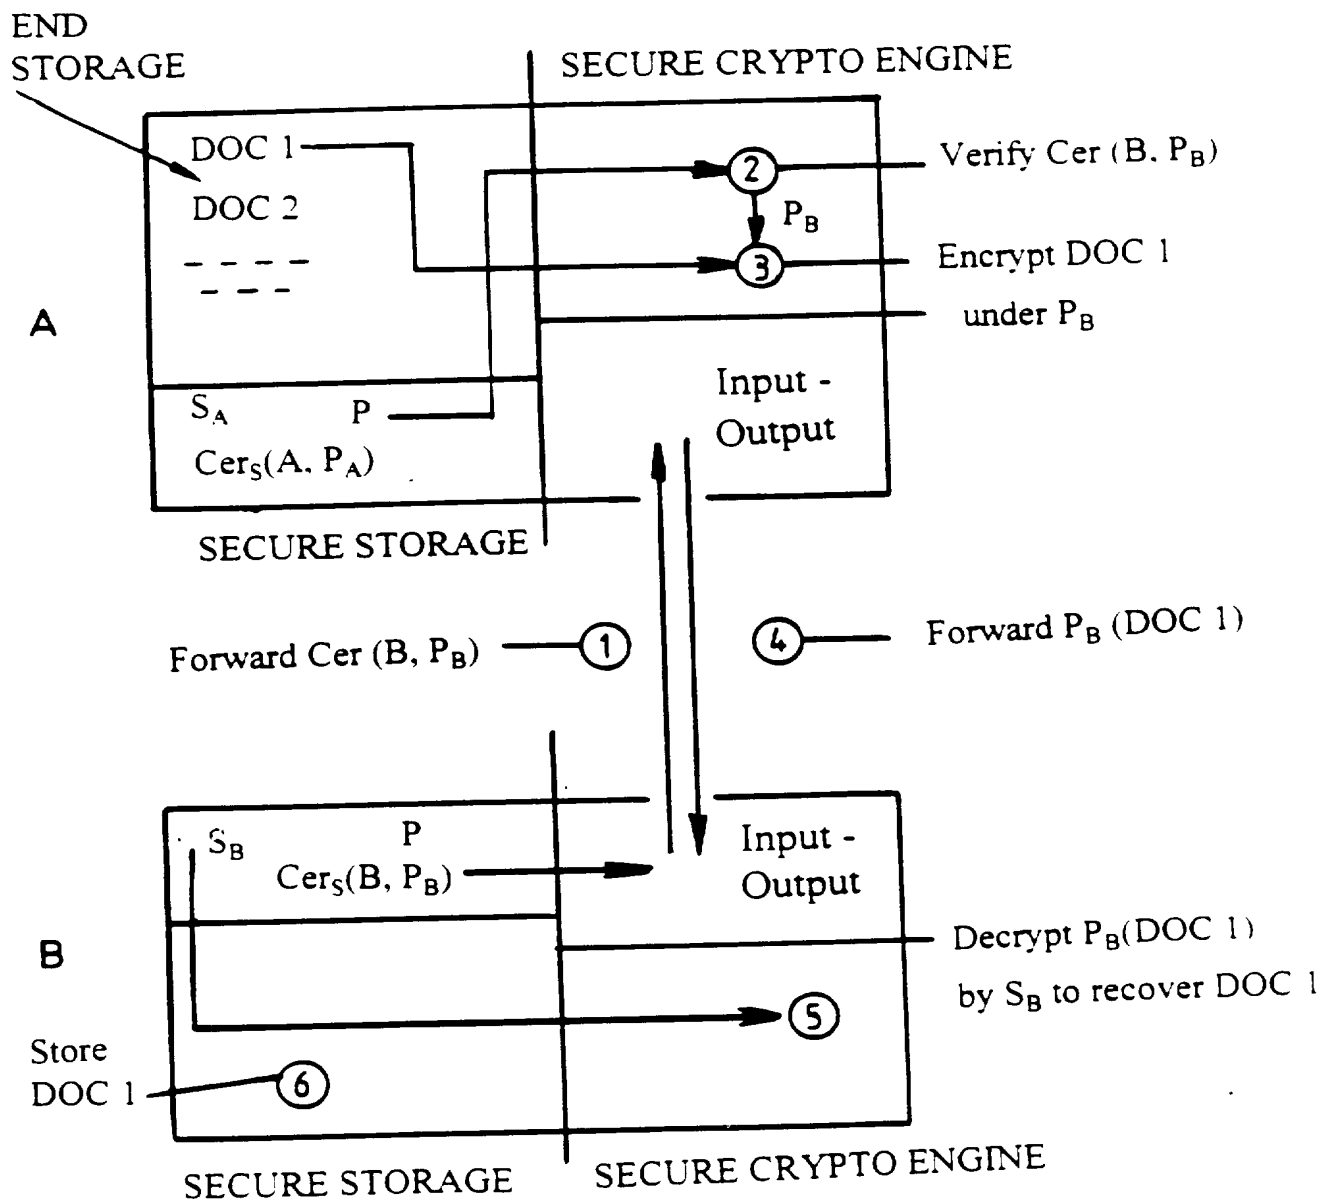 END
STORAGE
SECURE CRYPTO ENGINE
DOC 1
DOC 2
2
Verify Cer (B. P_B)
P_B
3
Encrypt DOC 1
under P_B
A
S_A P
Cer_S(A. P_A)
Input -
Output
SECURE STORAGE
Forward Cer (B, P_B)
1
4
Forward P_B (DOC 1)
S_B P
Cer_S(B, P_B)
Input -
Output
B
Decrypt P_B(DOC 1)
by S_B to recover DOC 1
5
Store
DOC 1
6
SECURE STORAGE
SECURE CRYPTO ENGINE